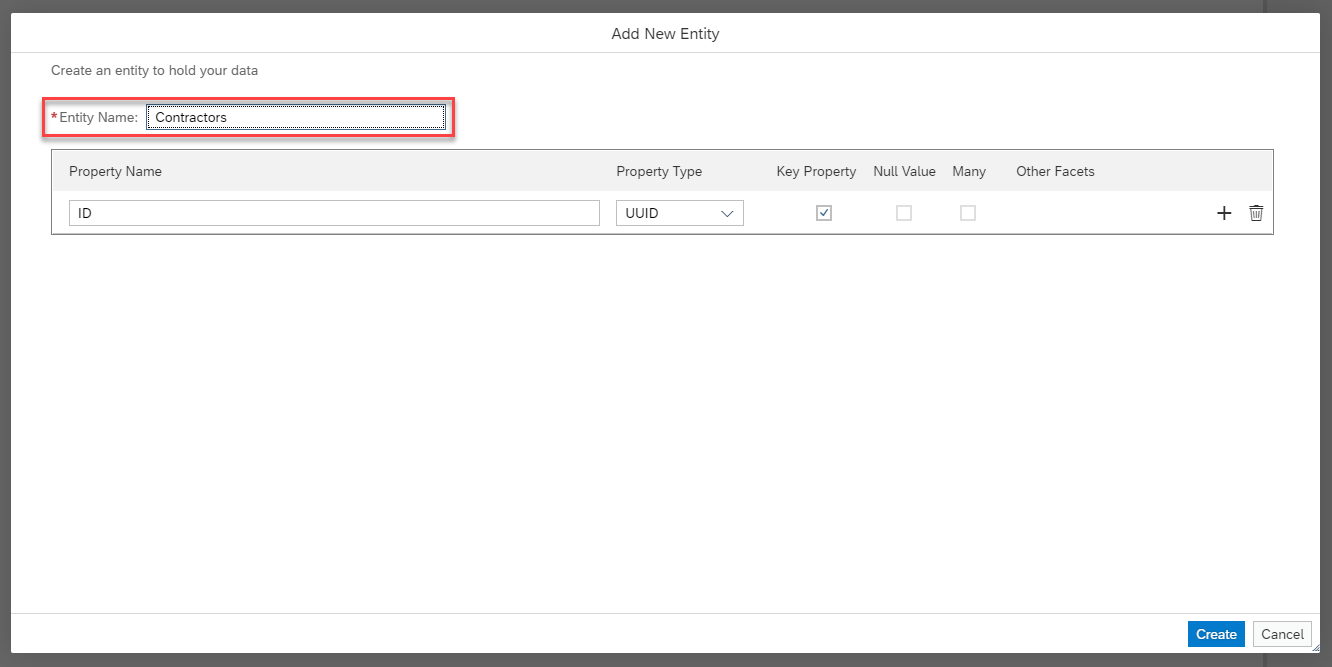 Add New Entity
Create an entity to hold your data
*Entity Name: Contractors
Property Name Property Type Key Property Null Value Many Other Facets
ID UUID
Create Cancel